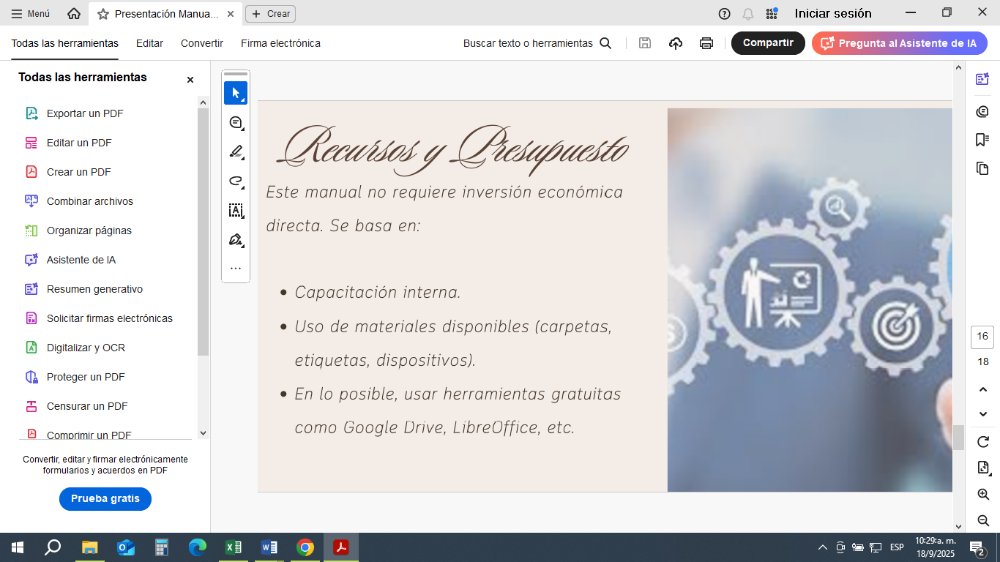 Menú
Presentación Manua...
Crear
Iniciar sesión
Todas las herramientas
Editar
Convertir
Firma electrónica
Buscar texto o herramientas
Compartir
Pregunta al Asistente de IA
Todas las herramientas
Exportar un PDF
Editar un PDF
Crear un PDF
Combinar archivos
Organizar páginas
Asistente de IA
Resumen generativo
Solicitar firmas electrónicas
Digitalizar y OCR
Proteger un PDF
Censurar un PDF
Comprimir un PDF
Convertir, editar y firmar electrónicamente
formularios y acuerdos en PDF
Prueba gratis
Recursos y Presupuesto
Este manual no requiere inversión económica
directa. Se basa en:
• Capacitación interna.
• Uso de materiales disponibles (carpetas,
etiquetas, dispositivos).
• En lo posible, usar herramientas gratuitas
como Google Drive, LibreOffice, etc.
16
18
ESP
10:29:a. m.
18/9/2025
2